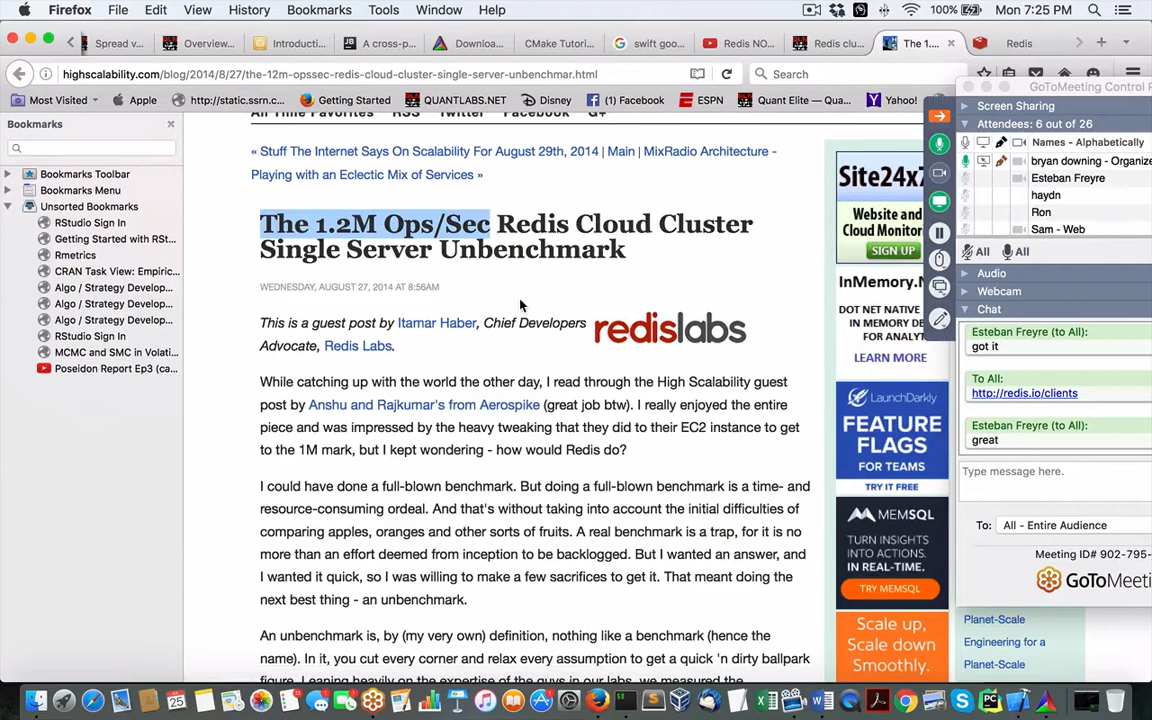 Firefox File Edit View History Bookmarks Tools Window Help
100% Mon 7:25 PM
Spread v... Overview... Introducti... A cross-p... Downloa... CMake Tutori... swift goo... Redis NO... Redis clu... The 1.... Redis
highscalability.com/blog/2014/8/27/the-12m-opssec-redis-cloud-cluster-single-server-unbenchmar.html
Search
Most Visited Apple http://static.ssrn.c... Getting Started QUANTLABS.NET Disney (1) Facebook ESPN Quant Elite — Qua... Yahoo!
Bookmarks
Bookmarks Toolbar
Bookmarks Menu
Unsorted Bookmarks
RStudio Sign In
Getting Started with RSt...
Rmetrics
CRAN Task View: Empiric...
Algo / Strategy Develop...
Algo / Strategy Develop...
Algo / Strategy Develop...
RStudio Sign In
MCMC and SMC in Volati...
Poseidon Report Ep3 (ca...
All Time Favorites RSS Twitter Facebook G+
« Stuff The Internet Says On Scalability For August 29th, 2014 | Main | MixRadio Architecture -
Playing with an Eclectic Mix of Services »
The 1.2M Ops/Sec Redis Cloud Cluster
Single Server Unbenchmark
WEDNESDAY, AUGUST 27, 2014 AT 8:56AM
This is a guest post by Itamar Haber, Chief Developers
Advocate, Redis Labs.
redislabs
While catching up with the world the other day, I read through the High Scalability guest
post by Anshu and Rajkumar's from Aerospike (great job btw). I really enjoyed the entire
piece and was impressed by the heavy tweaking that they did to their EC2 instance to get
to the 1M mark, but I kept wondering - how would Redis do?
I could have done a full-blown benchmark. But doing a full-blown benchmark is a time- and
resource-consuming ordeal. And that's without taking into account the initial difficulties of
comparing apples, oranges and other sorts of fruits. A real benchmark is a trap, for it is no
more than an effort deemed from inception to be backlogged. But I wanted an answer, and
I wanted it quick, so I was willing to make a few sacrifices to get it. That meant doing the
next best thing - an unbenchmark.
An unbenchmark is, by (my very own) definition, nothing like a benchmark (hence the
name). In it, you cut every corner and relax every assumption to get a quick 'n dirty ballpark
figure. Leaning heavily on the expertise of the guys in our labs, we measured the
Site24x7
Website and
Cloud Monitor
SIGN UP
InMemory.N
DOT NET NATIVE
IN MEMORY DE
FOR ANALYT
LEARN MORE
LaunchDarkly
FEATURE
FLAGS
FOR TEAMS
TRY IT FREE
MEMSQL
TURN INSIGHTS
INTO ACTIONS
IN REAL-TIME.
TRY MEMSQL
Scale up,
Scale down
Smoothly.
GoToMeeting Control P
Screen Sharing
Attendees: 6 out of 26
Names - Alphabetically
bryan downing - Organize
Esteban Freyre
haydn
Ron
Sam - Web
All All
Audio
Webcam
Chat
Esteban Freyre (to All):
got it
To All:
http://redis.io/clients
Esteban Freyre (to All):
great
Type message here.
To: All - Entire Audience
Meeting ID# 902-795-
GoToMeeti
Planet-Scale
Engineering for a
Planet-Scale